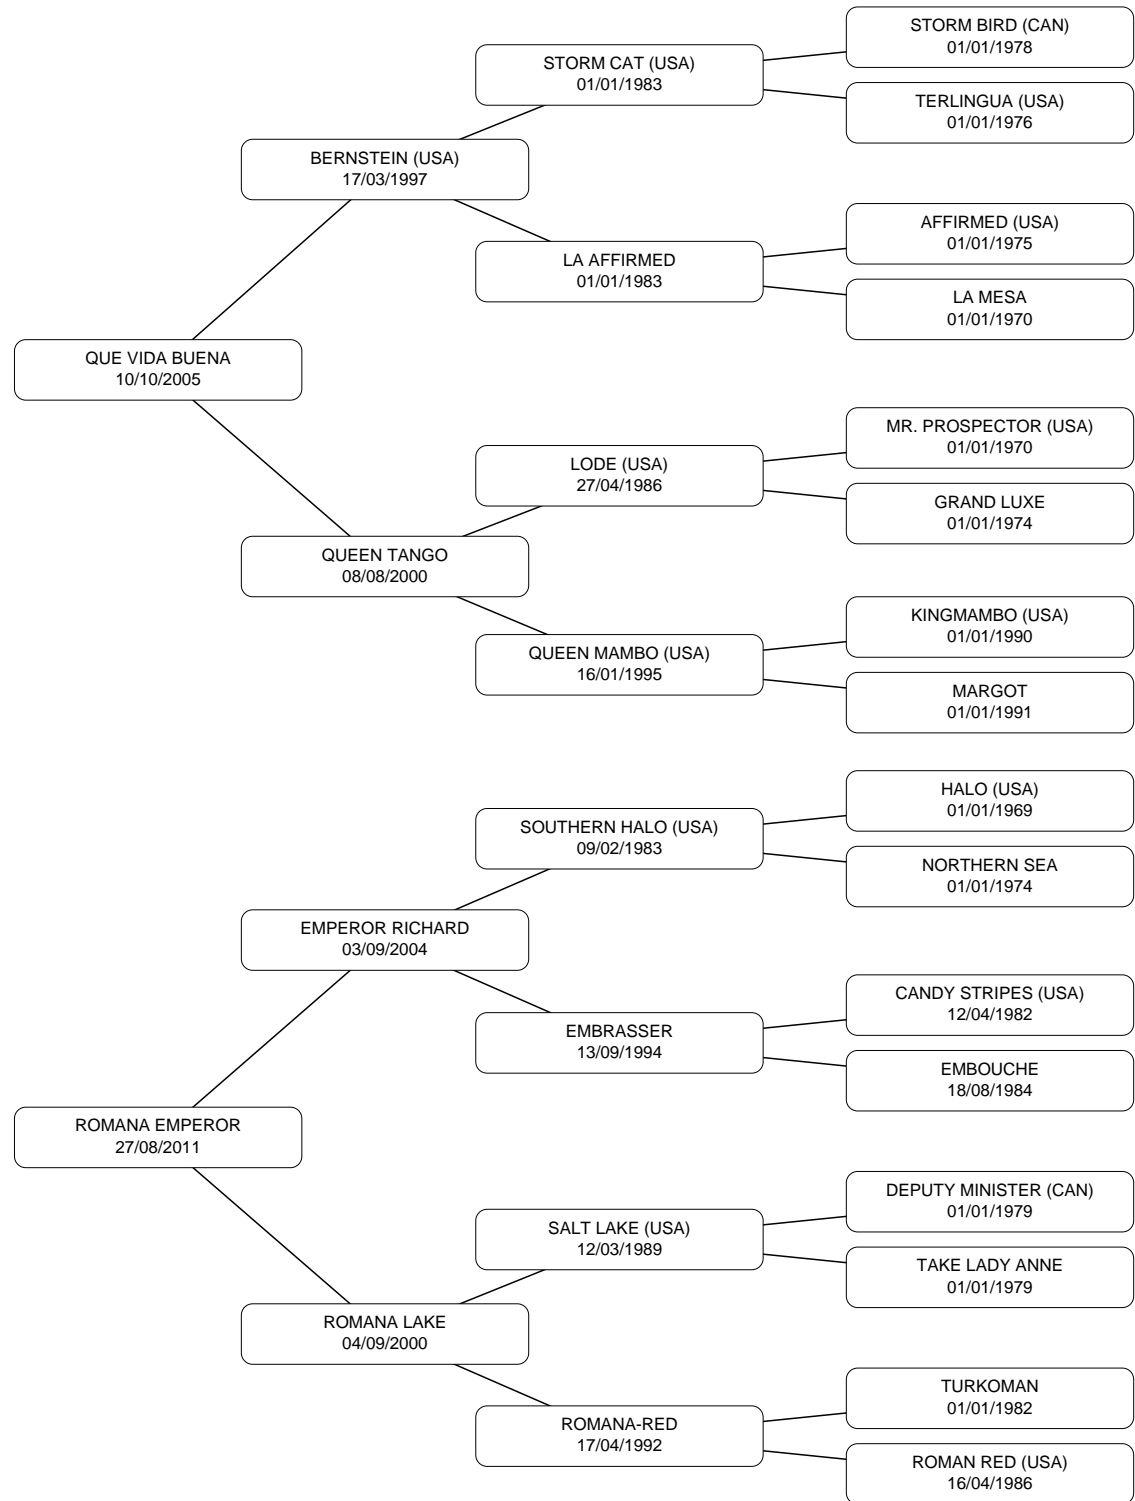 STORM BIRD (CAN)
01/01/1978
STORM CAT (USA)
01/01/1983
TERLINGUA (USA)
01/01/1976
BERNSTEIN (USA)
17/03/1997
AFFIRMED (USA)
01/01/1975
LA AFFIRMED
01/01/1983
LA MESA
01/01/1970
QUE VIDA BUENA
10/10/2005
MR. PROSPECTOR (USA)
01/01/1970
LODE (USA)
27/04/1986
GRAND LUXE
01/01/1974
QUEEN TANGO
08/08/2000
KINGMAMBO (USA)
01/01/1990
QUEEN MAMBO (USA)
16/01/1995
MARGOT
01/01/1991
HALO (USA)
01/01/1969
SOUTHERN HALO (USA)
09/02/1983
NORTHERN SEA
01/01/1974
EMPEROR RICHARD
03/09/2004
CANDY STRIPES (USA)
12/04/1982
EMBRASSER
13/09/1994
EMBOUCHE
18/08/1984
ROMANA EMPEROR
27/08/2011
DEPUTY MINISTER (CAN)
01/01/1979
SALT LAKE (USA)
12/03/1989
TAKE LADY ANNE
01/01/1979
ROMANA LAKE
04/09/2000
TURKOMAN
01/01/1982
ROMANA-RED
17/04/1992
ROMAN RED (USA)
16/04/1986